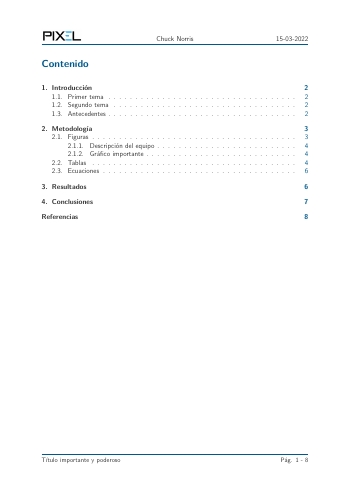 PIXEL Chuck Norris 15-03-2022
Contenido
1. Introducción 2
1.1. Primer tema . . . . . . . . . . . . . . . . . . . . . . . . . . . . . . 2
1.2. Segundo tema . . . . . . . . . . . . . . . . . . . . . . . . . . . . . . 2
1.3. Antecedentes . . . . . . . . . . . . . . . . . . . . . . . . . . . . . . 2
2. Metodología 3
2.1. Figuras . . . . . . . . . . . . . . . . . . . . . . . . . . . . . . 3
2.1.1. Descripción del equipo . . . . . . . . . . . . . . . . . . . . . . . . 4
2.1.2. Gráfico importante . . . . . . . . . . . . . . . . . . . . . . . . 4
2.2. Tablas . . . . . . . . . . . . . . . . . . . . . . . . . . . . . . 4
2.3. Ecuaciones . . . . . . . . . . . . . . . . . . . . . . . . . . . . . . 6
3. Resultados 6
4. Conclusiones 7
Referencias 8
Título importante y poderoso Pág. 1 - 8